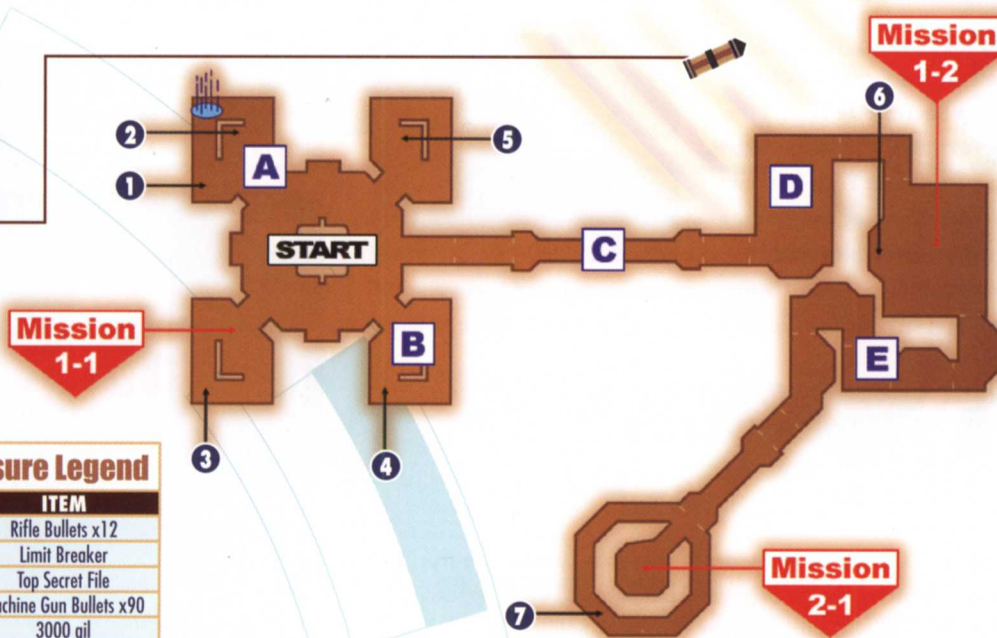 Mission
1-2
6
2
5
A
1
D
START
C
Mission
1-1
B
E
3
4
sure Legend
ITEM
Rifle Bullets x12
Limit Breaker
Top Secret File
chine Gun Bullets x90
3000 gil
Mission
2-1
7